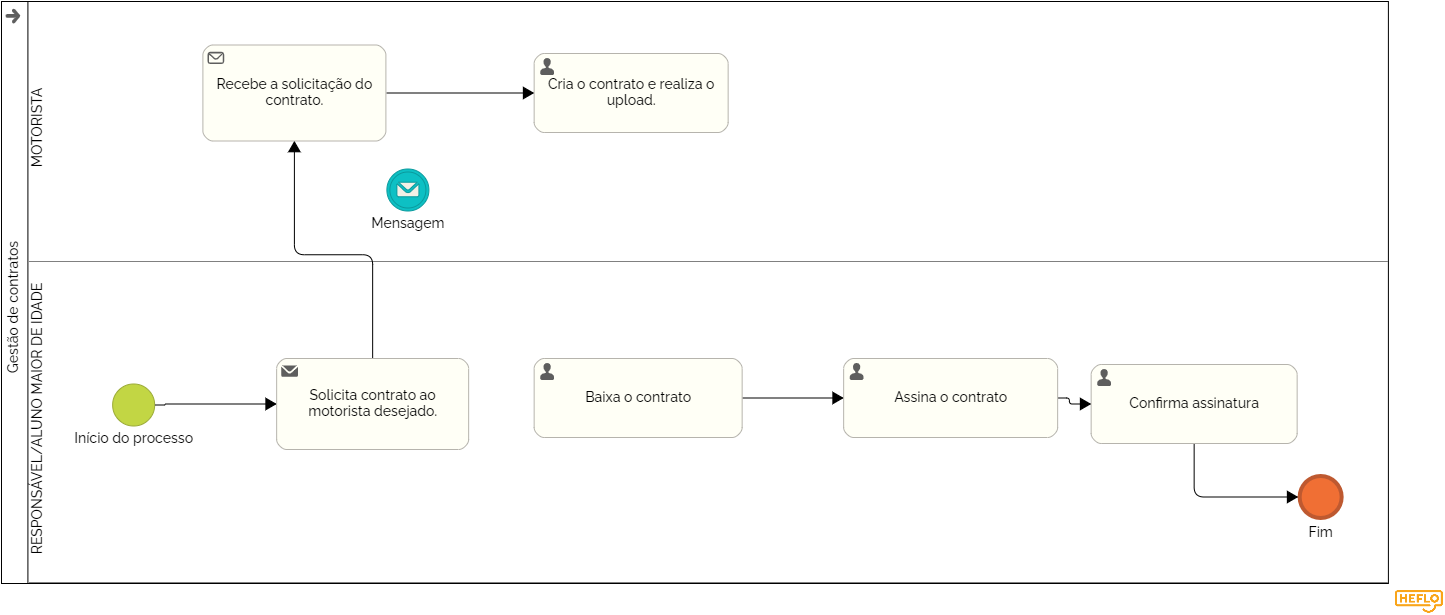 Gestão de contratos
MOTORISTA
Recebe a solicitação do
contrato.
Cria o contrato e realiza o
upload.
Mensagem
RESPONSÁVEL/ALUNO MAIOR DE IDADE
Início do processo
Solicita contrato ao
motorista desejado.
Baixa o contrato
Assina o contrato
Confirma assinatura
Fim
HEFLO